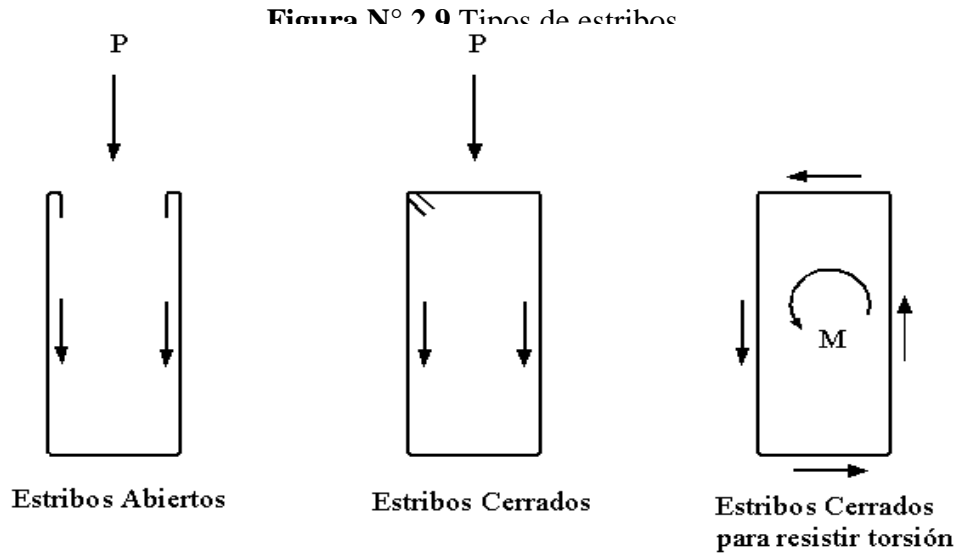 Figura N° 2.9 Tipos de estribos
P
P
M
Estribos Abiertos
Estribos Cerrados
Estribos Cerrados
para resistir torsión